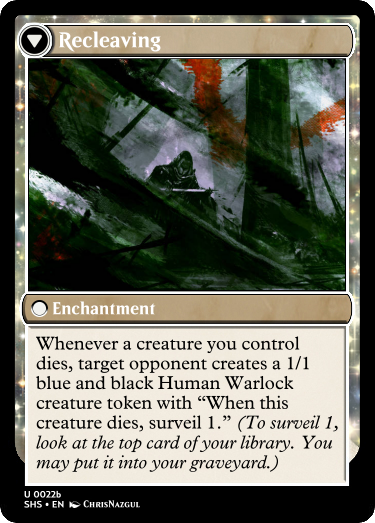 Recleaving
Enchantment
Whenever a creature you control
dies, target opponent creates a 1/1
blue and black Human Warlock
creature token with “When this
creature dies, surveil 1.” (To surveil 1,
look at the top card of your library. You
may put it into your graveyard.)
U 0022b
SHS • EN ChrisNazgul